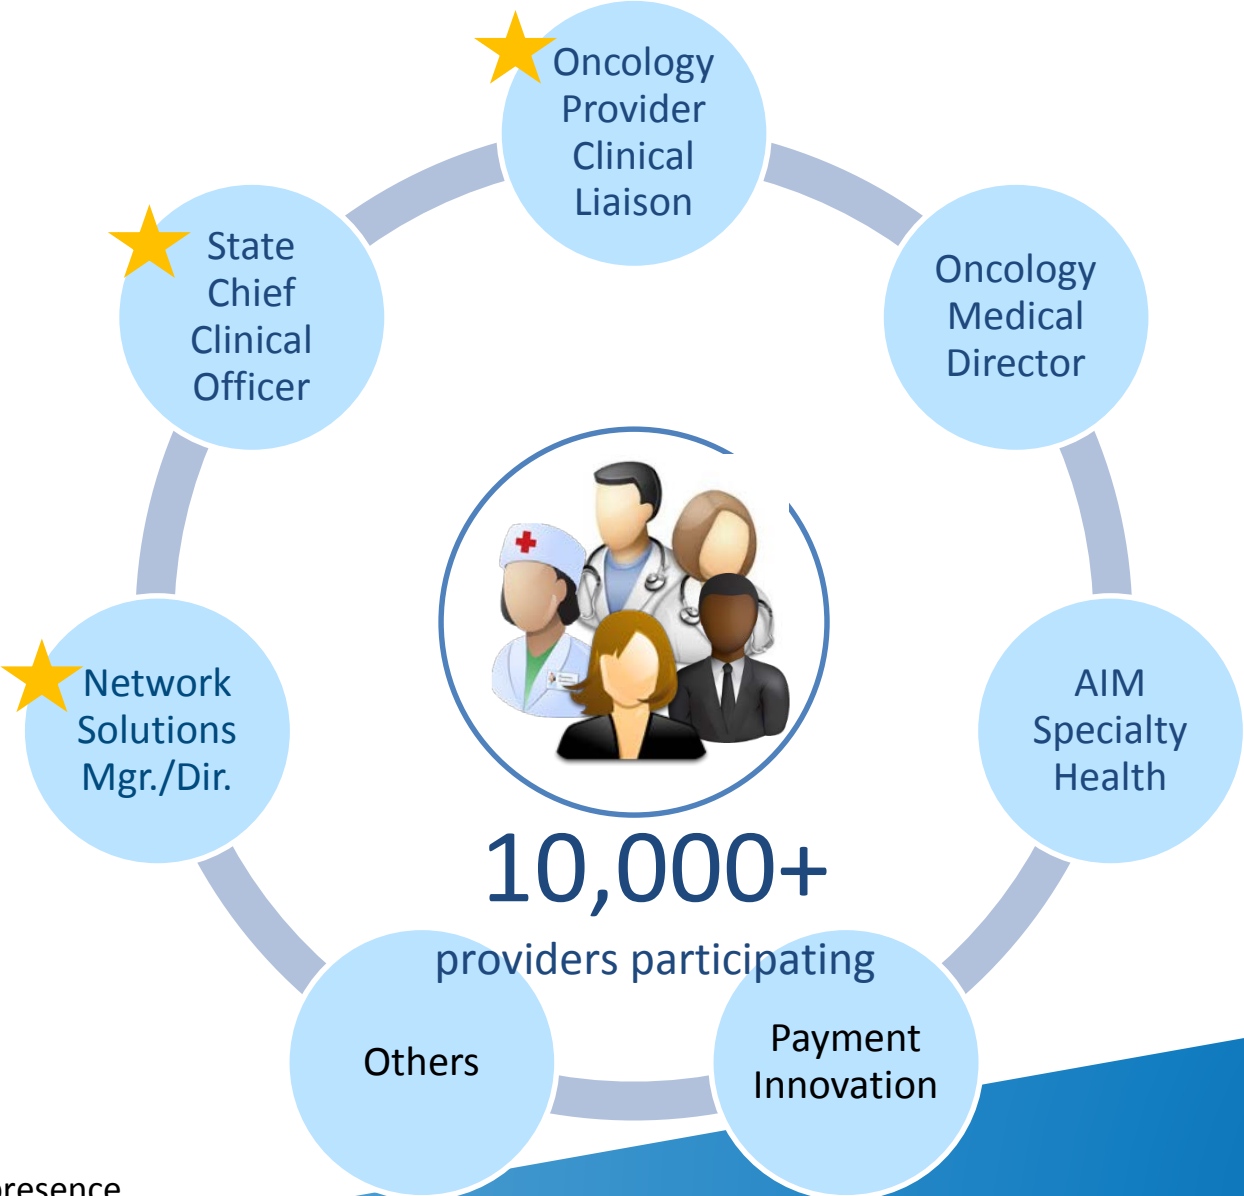 Oncology
Provider
Clinical
Liaison
State
Chief
Clinical
Officer
Oncology
Medical
Director
Network
Solutions
Mgr./Dir.
AIM
Specialty
Health
10,000+
providers participating
Others
Payment
Innovation
presence